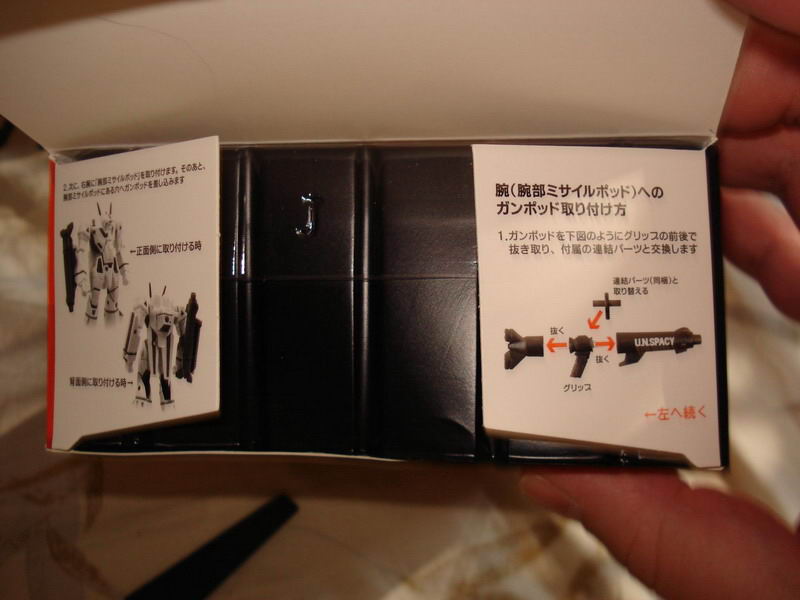 2.次に、右腕に「腕部ミサイルポッド」を取り付けます。そのあと、
腕部ミサイルポッドにある穴へガンポッドを差し込みます
←正面側に取り付ける時
背面側に取り付ける時→
J
腕(腕部ミサイルポッド)への
ガンポッド取り付け方
1.ガンポッドを下図のようにグリップの前後で
抜き取り、付属の連結パーツと交換します
連結パーツ(同梱)と
取り替える
抜く
U.N.SPACY
抜く
グリップ
←左へ続く